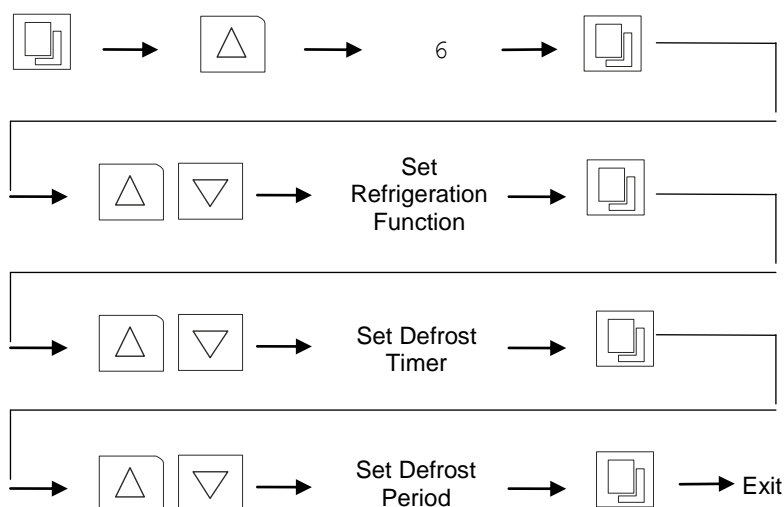 6
Set
Refrigeration
Function
Set Defrost
Timer
Set Defrost
Period
Exit